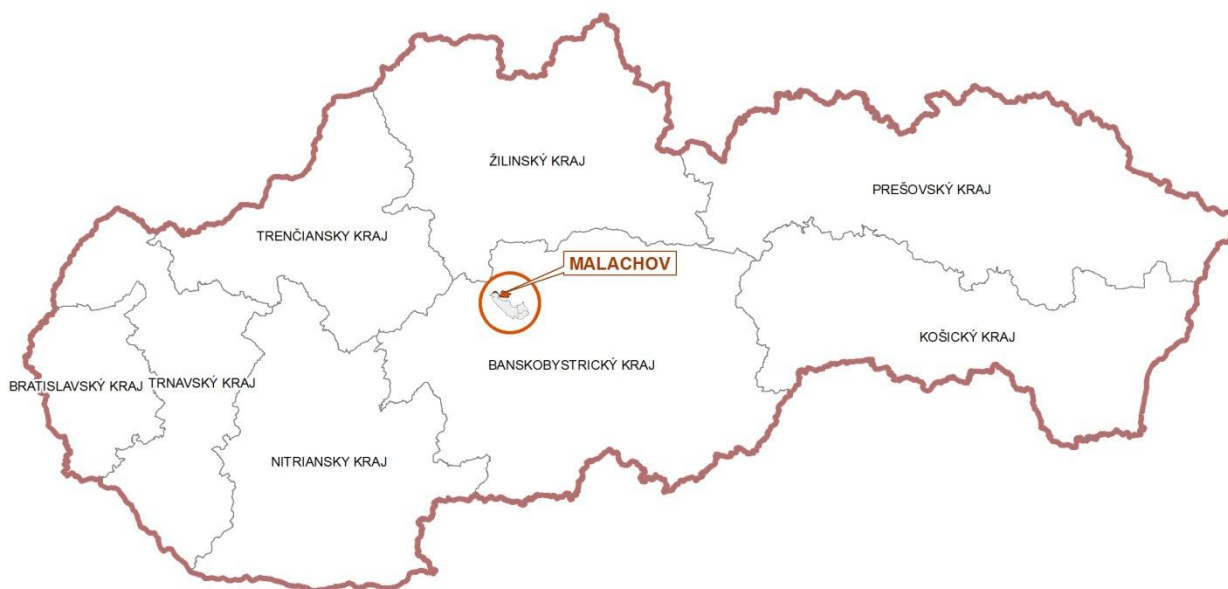 ŽILINSKÝ KRAJ
PREŠOVSKÝ KRAJ
TRENČIANSKY KRAJ
MALACHOV
KOŠICKÝ KRAJ
BANSKOBYSTRICKÝ KRAJ
BRATISLAVSKÝ KRAJ
TRNAVSKÝ KRAJ
NITRIANSKY KRAJ